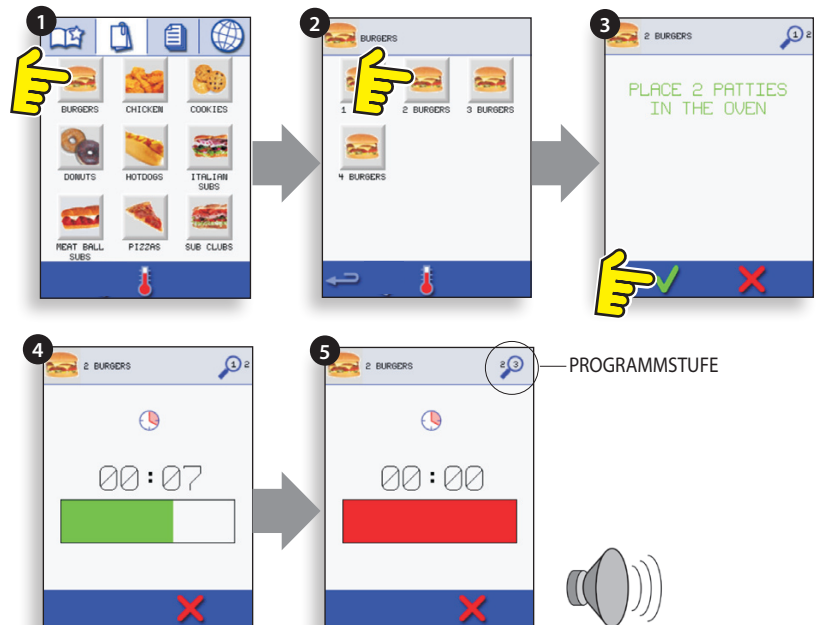 1
BURGERS
CHICKEN
COOKIES
DONUTS
HOTDOGS
ITALIAN
SUBS
MEAT BALL
SUBS
PIZZAS
SUB CLUBS
2
BURGERS
1
2 BURGERS
3 BURGERS
4 BURGERS
3
2 BURGERS
1 2
PLACE 2 PATTIES
IN THE OVEN
4
2 BURGERS
1 2
00:07
5
2 BURGERS
2 3
PROGRAMMSTUFE
00:00